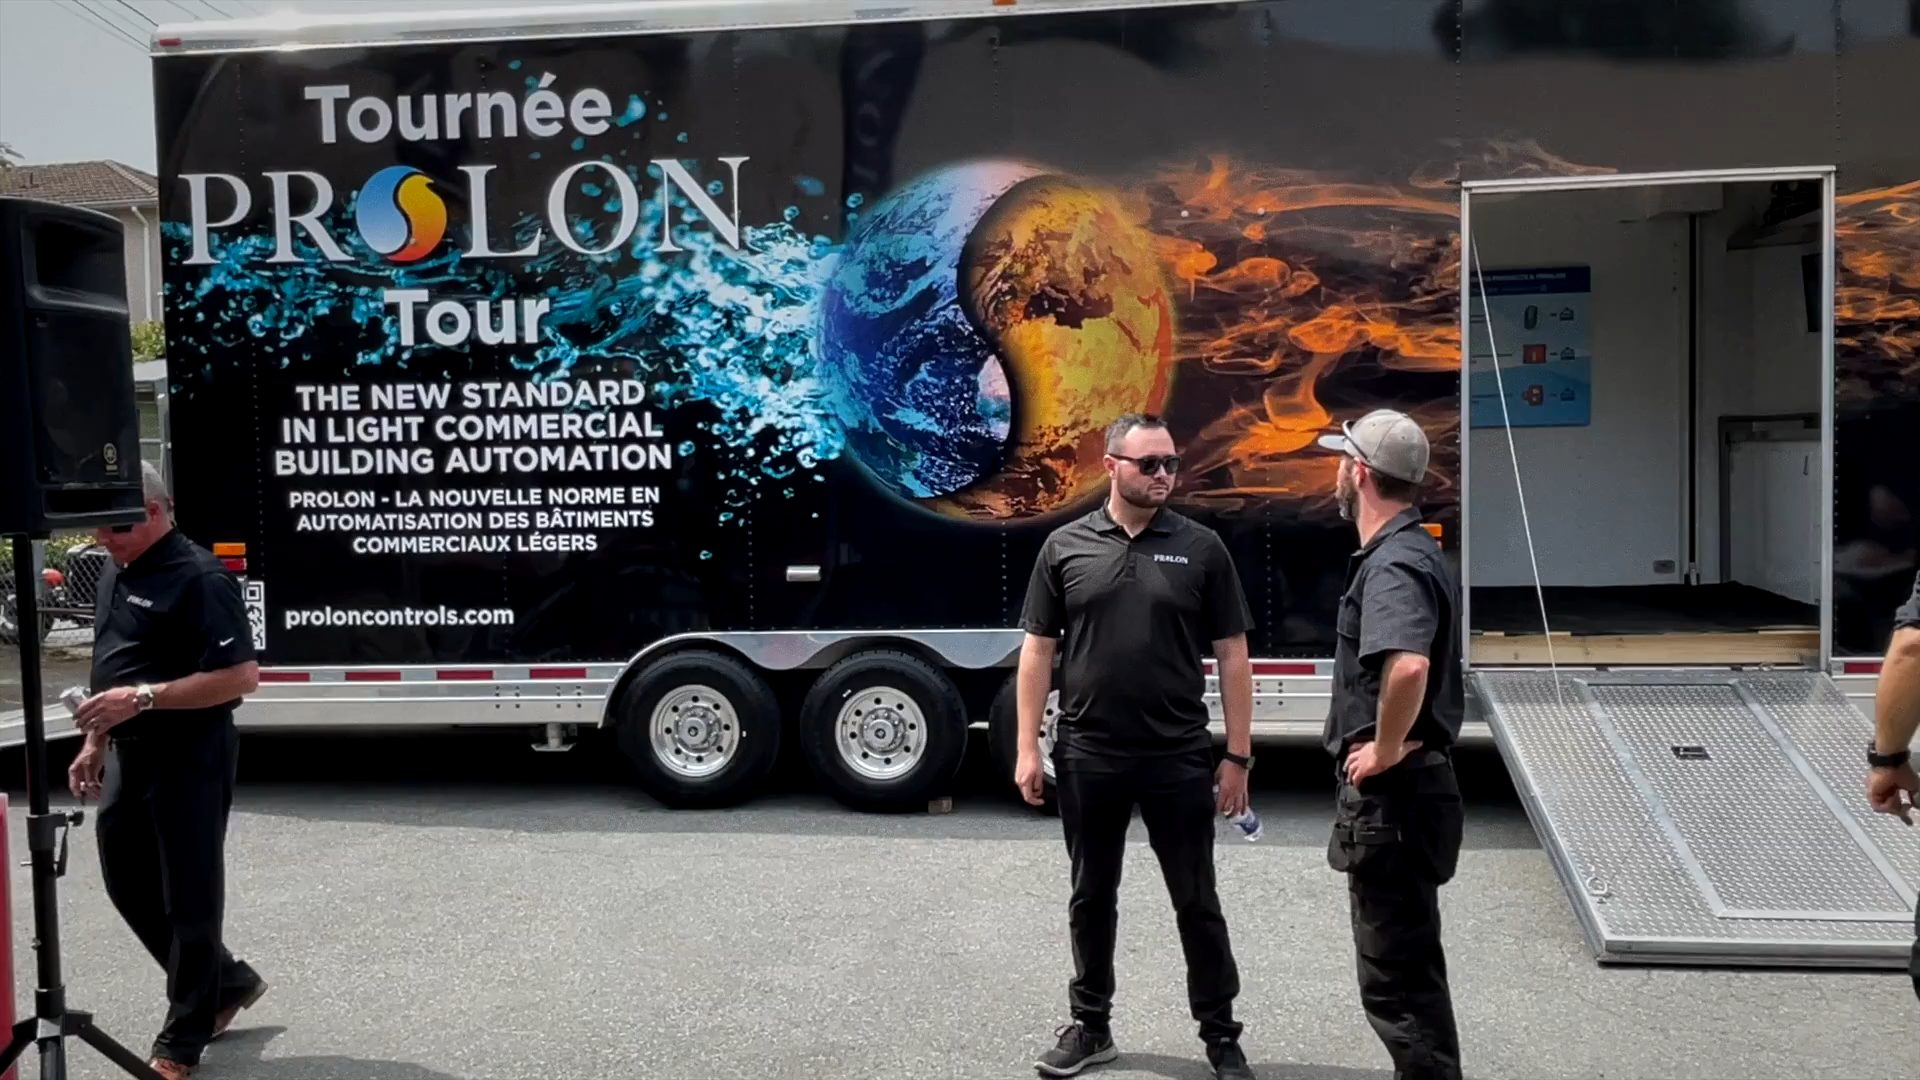 Tournée
PROLON
Tour
THE NEW STANDARD
IN LIGHT COMMERCIAL
BUILDING AUTOMATION
PROLON - LA NOUVELLE NORME EN
AUTOMATISATION DES BÂTIMENTS
COMMERCIAUX LÉGERS
proloncontrols.com
PROLON
PROLON